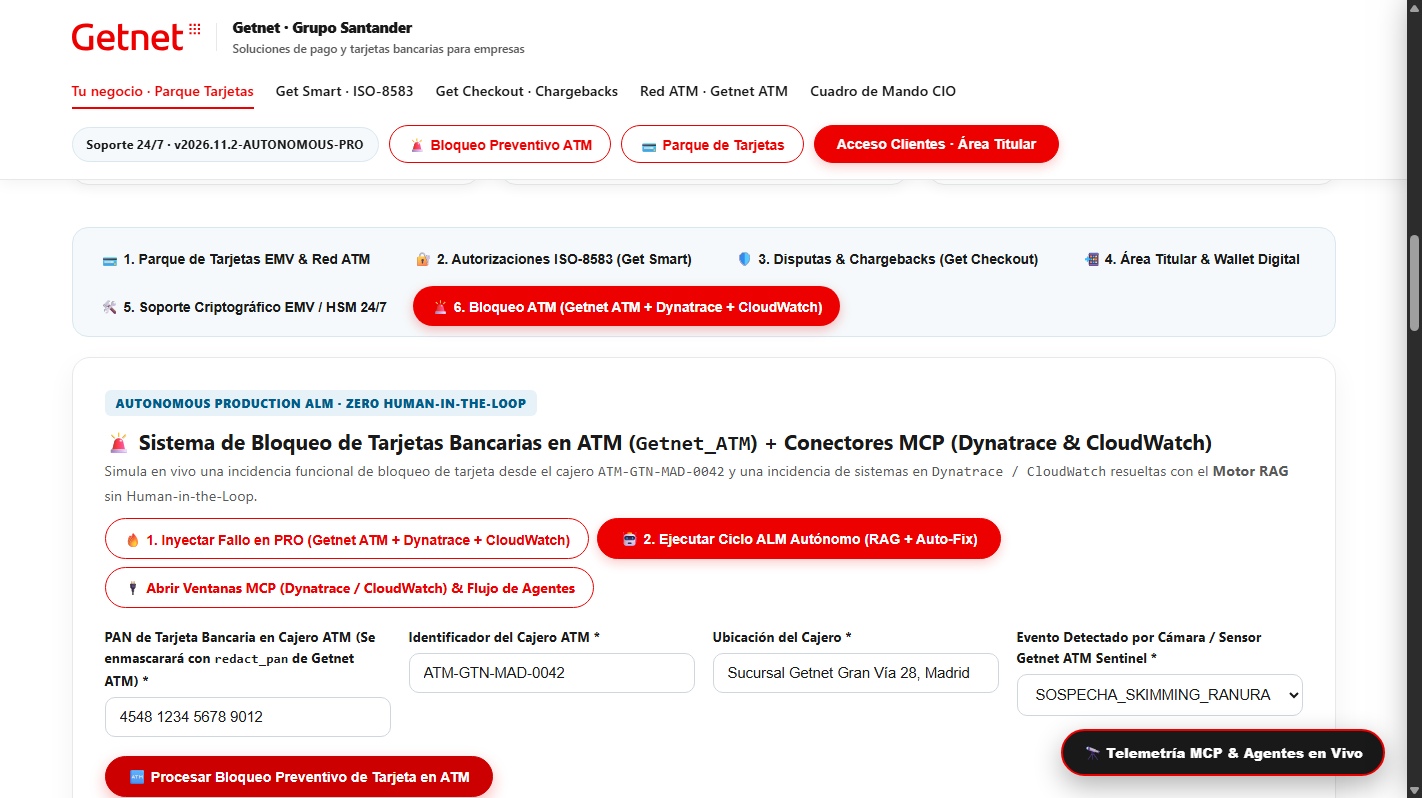 Getnet
Getnet · Grupo Santander
Soluciones de pago y tarjetas bancarias para empresas
Tu negocio · Parque Tarjetas
Get Smart · ISO-8583
Get Checkout · Chargebacks
Red ATM · Getnet ATM
Cuadro de Mando CIO
Soporte 24/7 · v2026.11.2-AUTONOMOUS-PRO
Bloqueo Preventivo ATM
Parque de Tarjetas
Acceso Clientes · Área Titular
1. Parque de Tarjetas EMV & Red ATM
2. Autorizaciones ISO-8583 (Get Smart)
3. Disputas & Chargebacks (Get Checkout)
4. Área Titular & Wallet Digital
5. Soporte Criptográfico EMV / HSM 24/7
6. Bloqueo ATM (Getnet ATM + Dynatrace + CloudWatch)
AUTONOMOUS PRODUCTION ALM · ZERO HUMAN-IN-THE-LOOP
Sistema de Bloqueo de Tarjetas Bancarias en ATM (Getnet_ATM) + Conectores MCP (Dynatrace & CloudWatch)
Simula en vivo una incidencia funcional de bloqueo de tarjeta desde el cajero ATM-GTN-MAD-0042 y una incidencia de sistemas en Dynatrace / CloudWatch resueltas con el Motor RAG
sin Human-in-the-Loop.
1. Inyectar Fallo en PRO (Getnet ATM + Dynatrace + CloudWatch)
2. Ejecutar Ciclo ALM Autónomo (RAG + Auto-Fix)
Abrir Ventanas MCP (Dynatrace / CloudWatch) & Flujo de Agentes
PAN de Tarjeta Bancaria en Cajero ATM (Se
enmascarará con redact_pan de Getnet
ATM) *
4548 1234 5678 9012
Identificador del Cajero ATM *
ATM-GTN-MAD-0042
Ubicación del Cajero *
Sucursal Getnet Gran Vía 28, Madrid
Evento Detectado por Cámara / Sensor
Getnet ATM Sentinel *
SOSPECHA_SKIMMING_RANURA
Telemetría MCP & Agentes en Vivo
Procesar Bloqueo Preventivo de Tarjeta en ATM